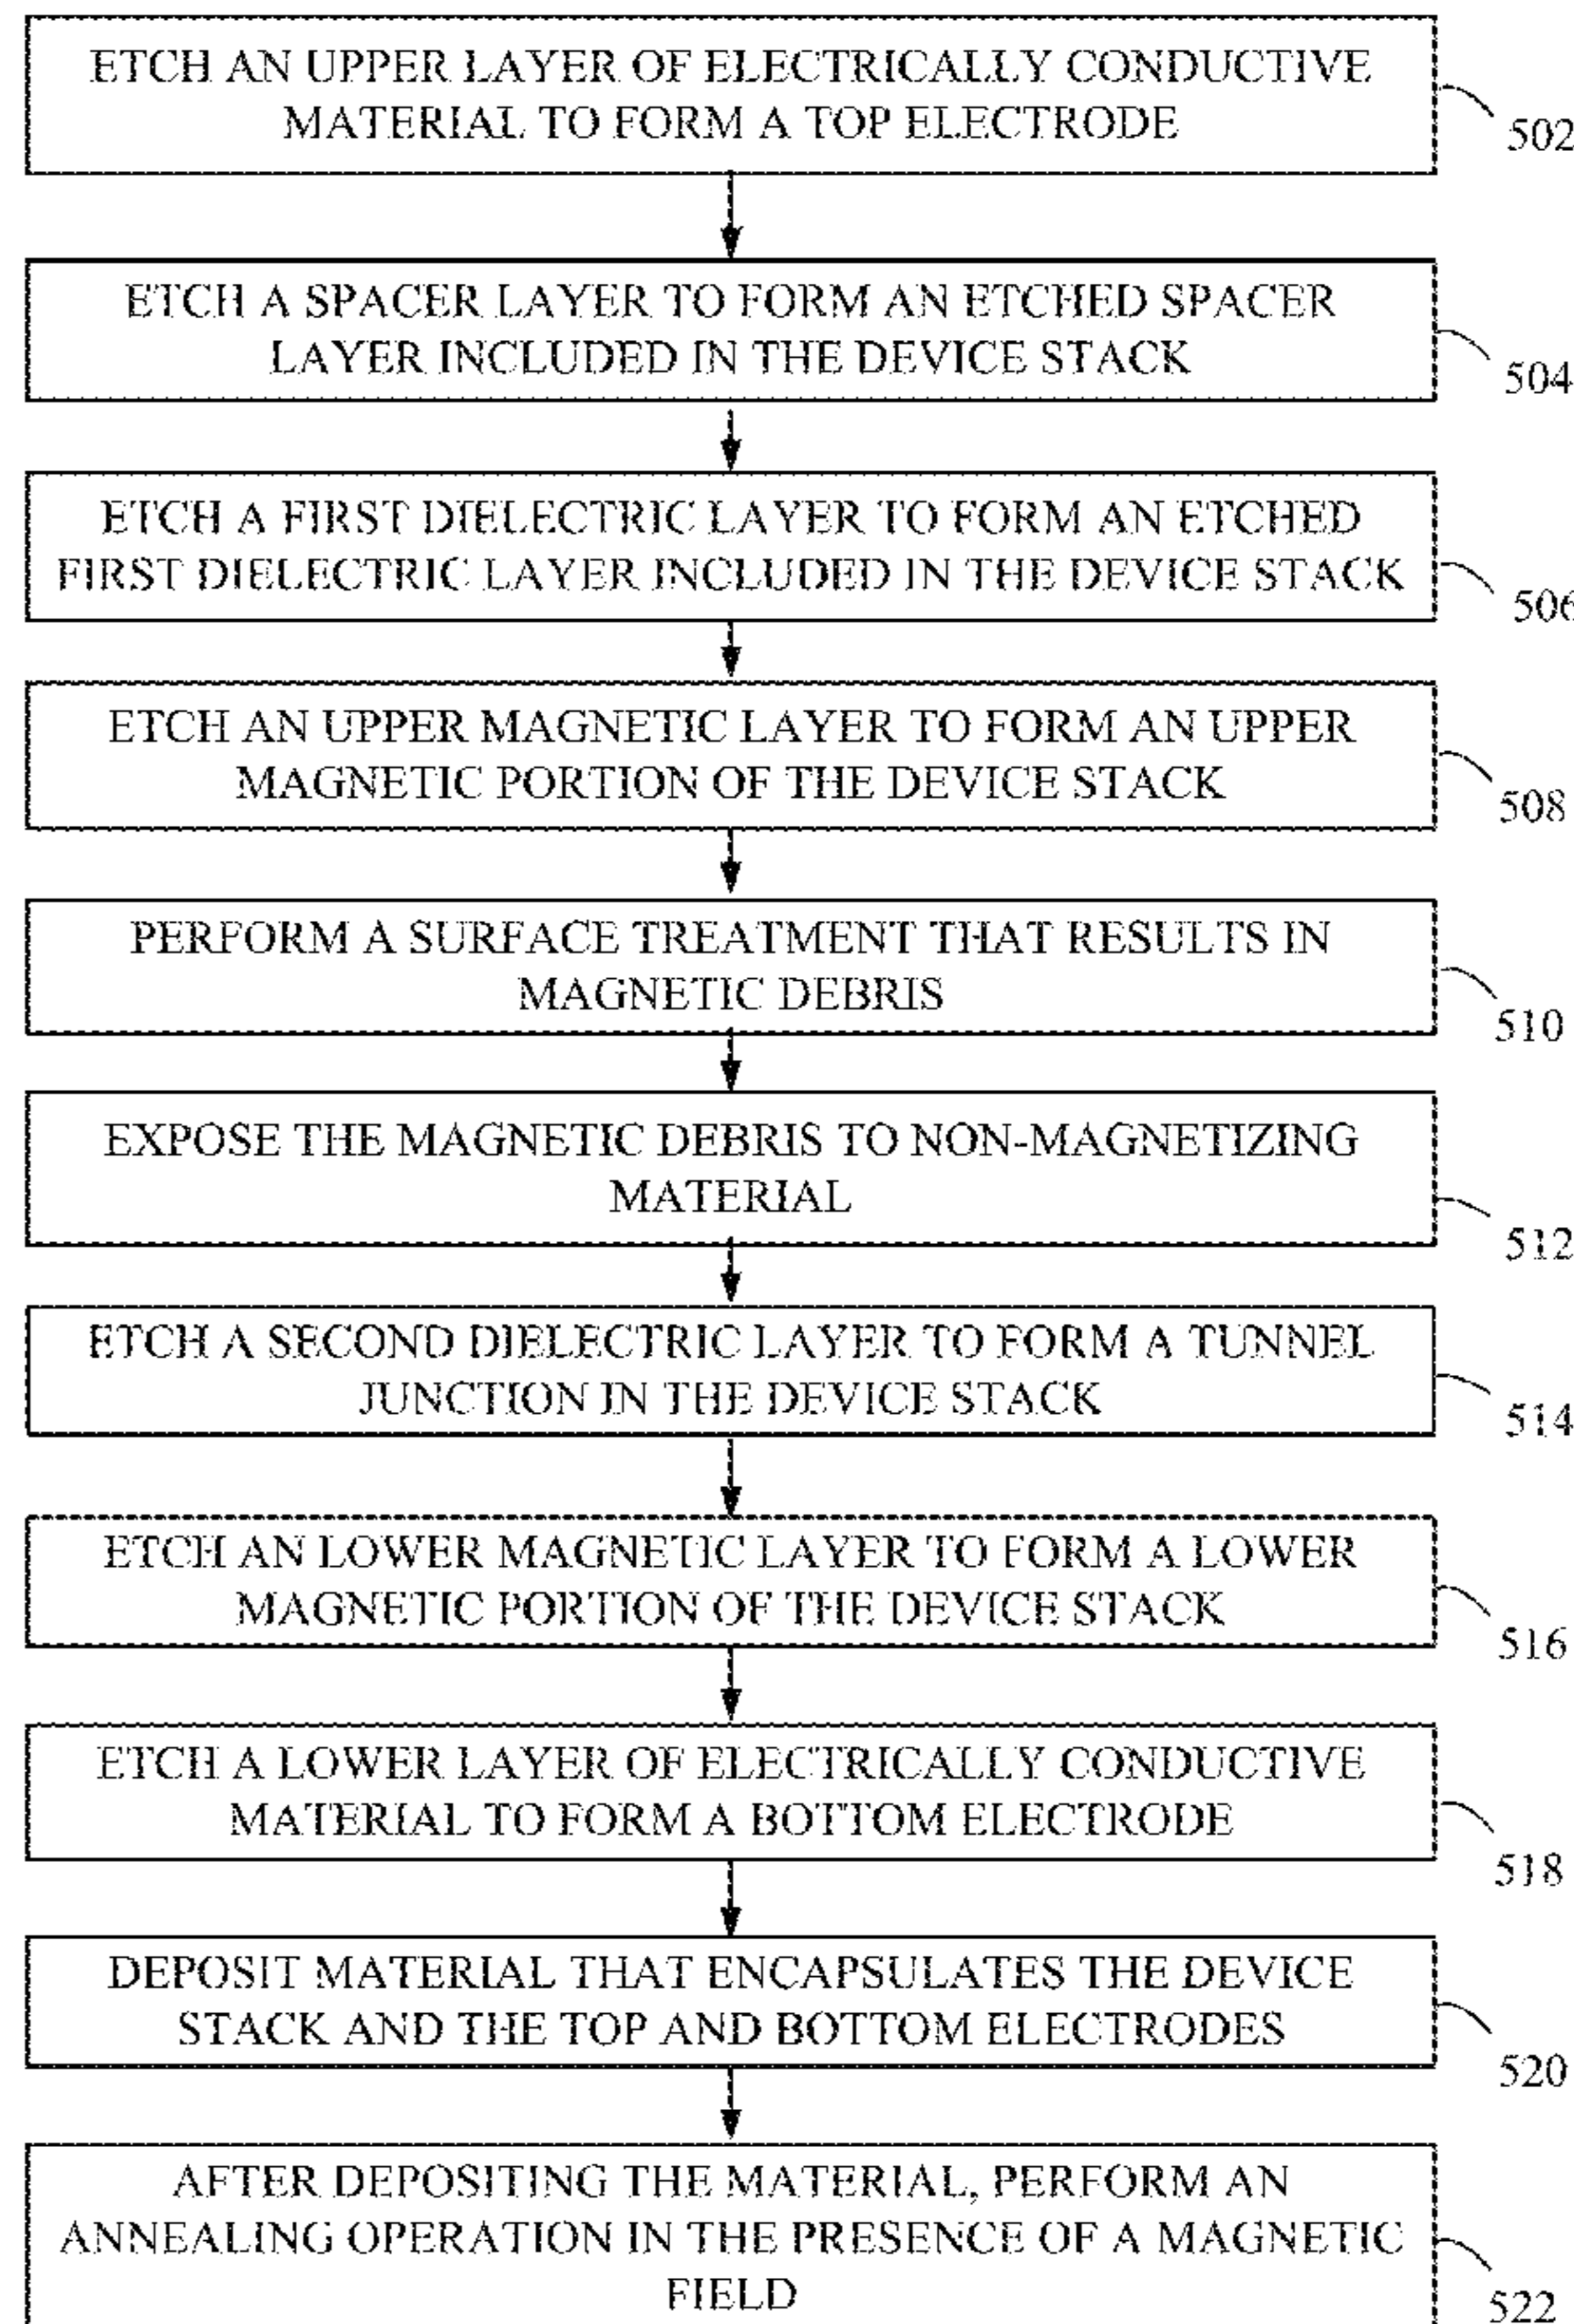 ETCH AN UPPER LAYER OF ELECTRICALLY CONDUCTIVE
MATERIAL TO FORM A TOP ELECTRODE
502
ETCH A SPACER LAYER TO FORM AN ETCHED SPACER
LAYER INCLUDED IN THE DEVICE STACK
504
ETCH A FIRST DIELECTRIC LAYER TO FORM AN ETCHED
FIRST DIELECTRIC LAYER INCLUDED IN THE DEVICE STACK
506
ETCH AN UPPER MAGNETIC LAYER TO FORM AN UPPER
MAGNETIC PORTION OF THE DEVICE STACK
508
PERFORM A SURFACE TREATMENT THAT RESULTS IN
MAGNETIC DEBRIS
510
EXPOSE THE MAGNETIC DEBRIS TO NON-MAGNETIZING
MATERIAL
512
ETCH A SECOND DIELECTRIC LAYER TO FORM A TUNNEL
JUNCTION IN THE DEVICE STACK
514
ETCH AN LOWER MAGNETIC LAYER TO FORM A LOWER
MAGNETIC PORTION OF THE DEVICE STACK
516
ETCH A LOWER LAYER OF ELECTRICALLY CONDUCTIVE
MATERIAL TO FORM A BOTTOM ELECTRODE
518
DEPOSIT MATERIAL THAT ENCAPSULATES THE DEVICE
STACK AND THE TOP AND BOTTOM ELECTRODES
520
AFTER DEPOSITING THE MATERIAL, PERFORM AN
ANNEALING OPERATION IN THE PRESENCE OF A MAGNETIC
FIELD
522